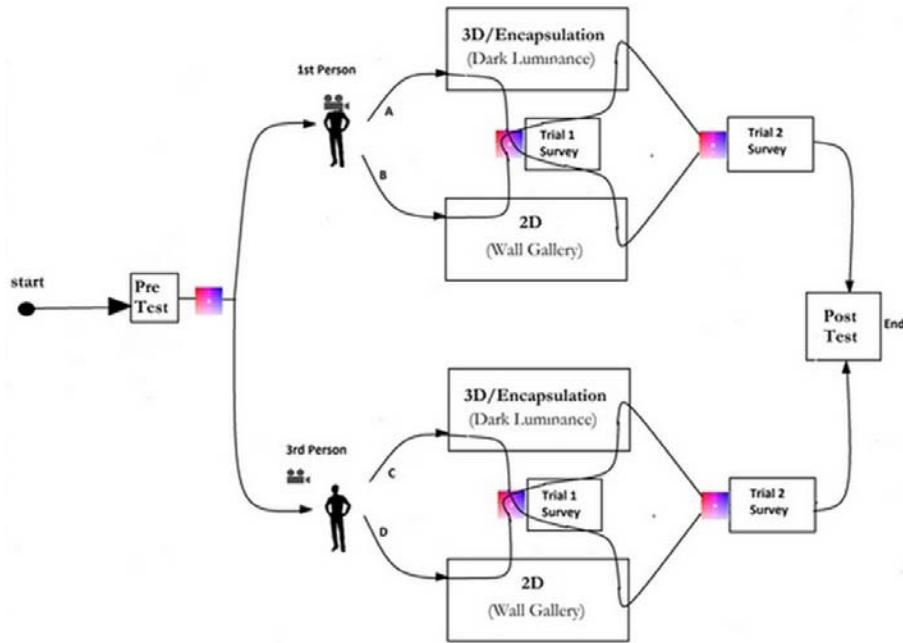 start
Pre
Test
1st Person
A
B
3D/Encapsulation
(Dark Luminance)
Trial 1
Survey
2D
(Wall Gallery)
Trial 2
Survey
3rd Person
C
D
3D/Encapsulation
(Dark Luminance)
Trial 1
Survey
2D
(Wall Gallery)
Trial 2
Survey
Post
Test
End